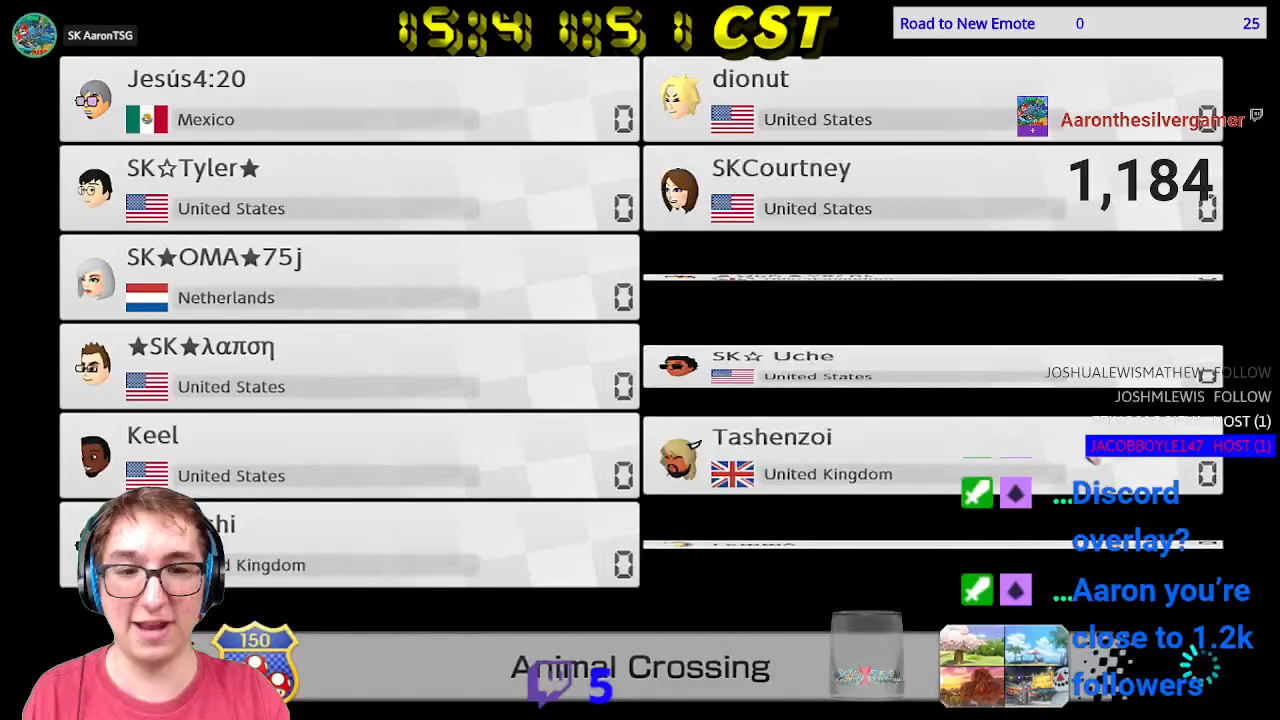 SK AaronTSG
15:41:51 CST
Road to New Emote 0 25
Jesús4:20
Mexico
0
SK☆Tyler★
United States
0
SK★OMA★75j
Netherlands
0
★SK★λαπση
United States
0
Keel
United States
0
hi
d Kingdom
0
dionut
United States
0
Aaronthesilvergamer
SKCourtney
United States
0
1,184
SK☆ Uche
United States
0
JOSHUALEWISMATHEW FOLLOW
JOSHMLEWIS FOLLOW
HOST (1)
JACOBBOYLE147 HOST (1)
Tashenzoi
United Kingdom
0
...Discord
overlay?
...Aaron you're
close to 1.2k
followers
150
Animal Crossing
5